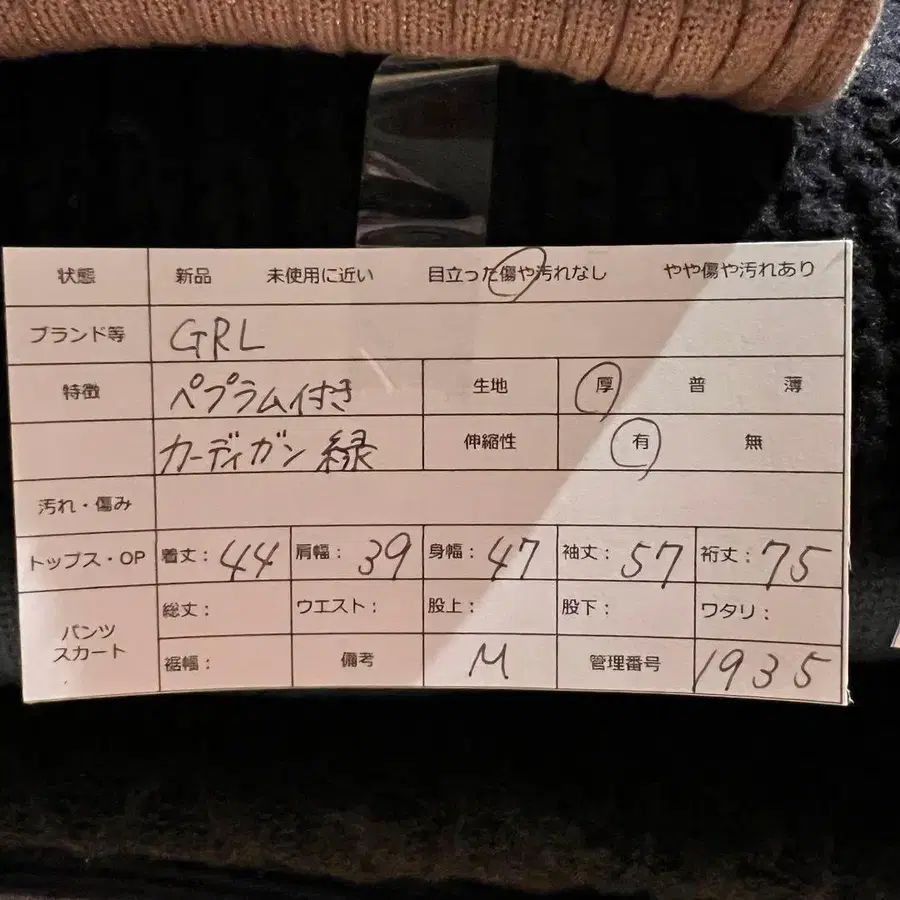 状態 新品 未使用に近い 目立った傷や汚れなし やや傷や汚れあり
ブランド等 GRL
特徴 ペプラム付き 生地 厚 普 薄
カーディガン 緑 伸縮性 有 無
汚れ・傷み
トップス・OP 着丈：44 肩幅：39 身幅：47 袖丈：57 裄丈：75
パンツ スカート 総丈： ウエスト： 股上： 股下： ワタリ：
裾幅： 備考 M 管理番号 1935